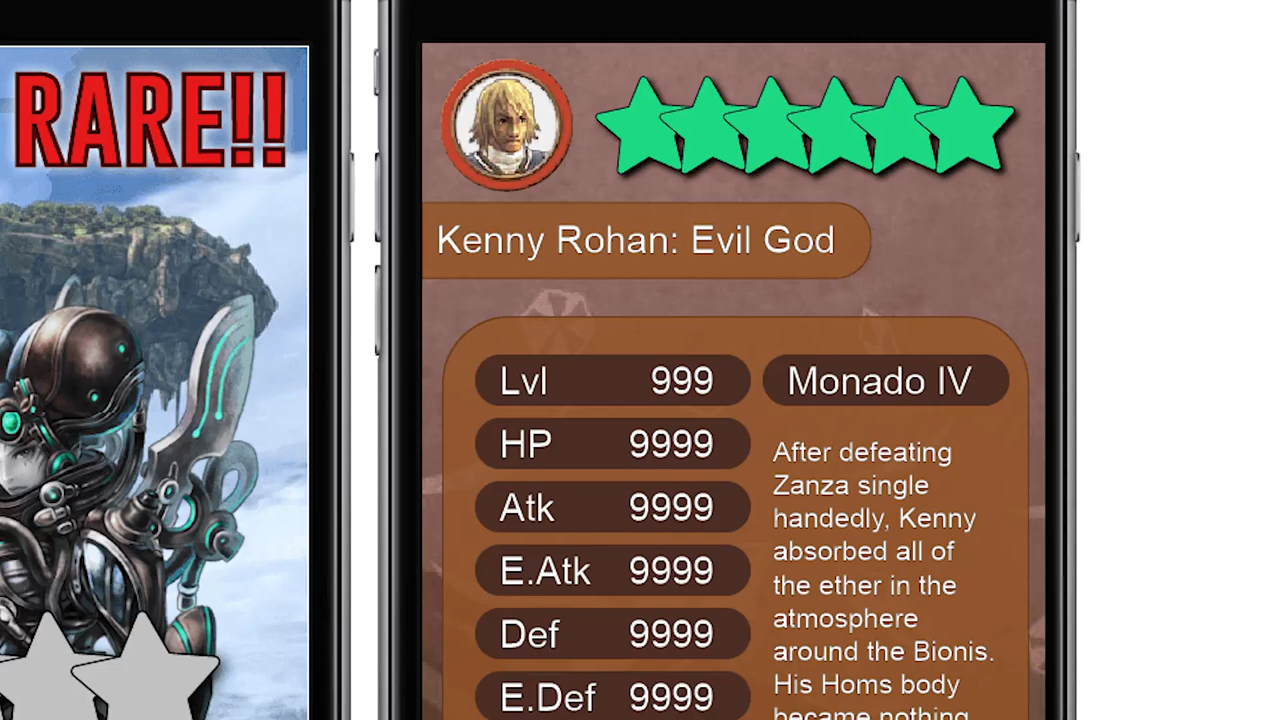 RARE!!
Kenny Rohan: Evil God
Lvl 999
HP 9999
Atk 9999
E.Atk 9999
Def 9999
E.Def 9999
Monado IV
After defeating
Zanza single
handedly, Kenny
absorbed all of
the ether in the
atmosphere
around the Bionis.
His Homs body
became nothing